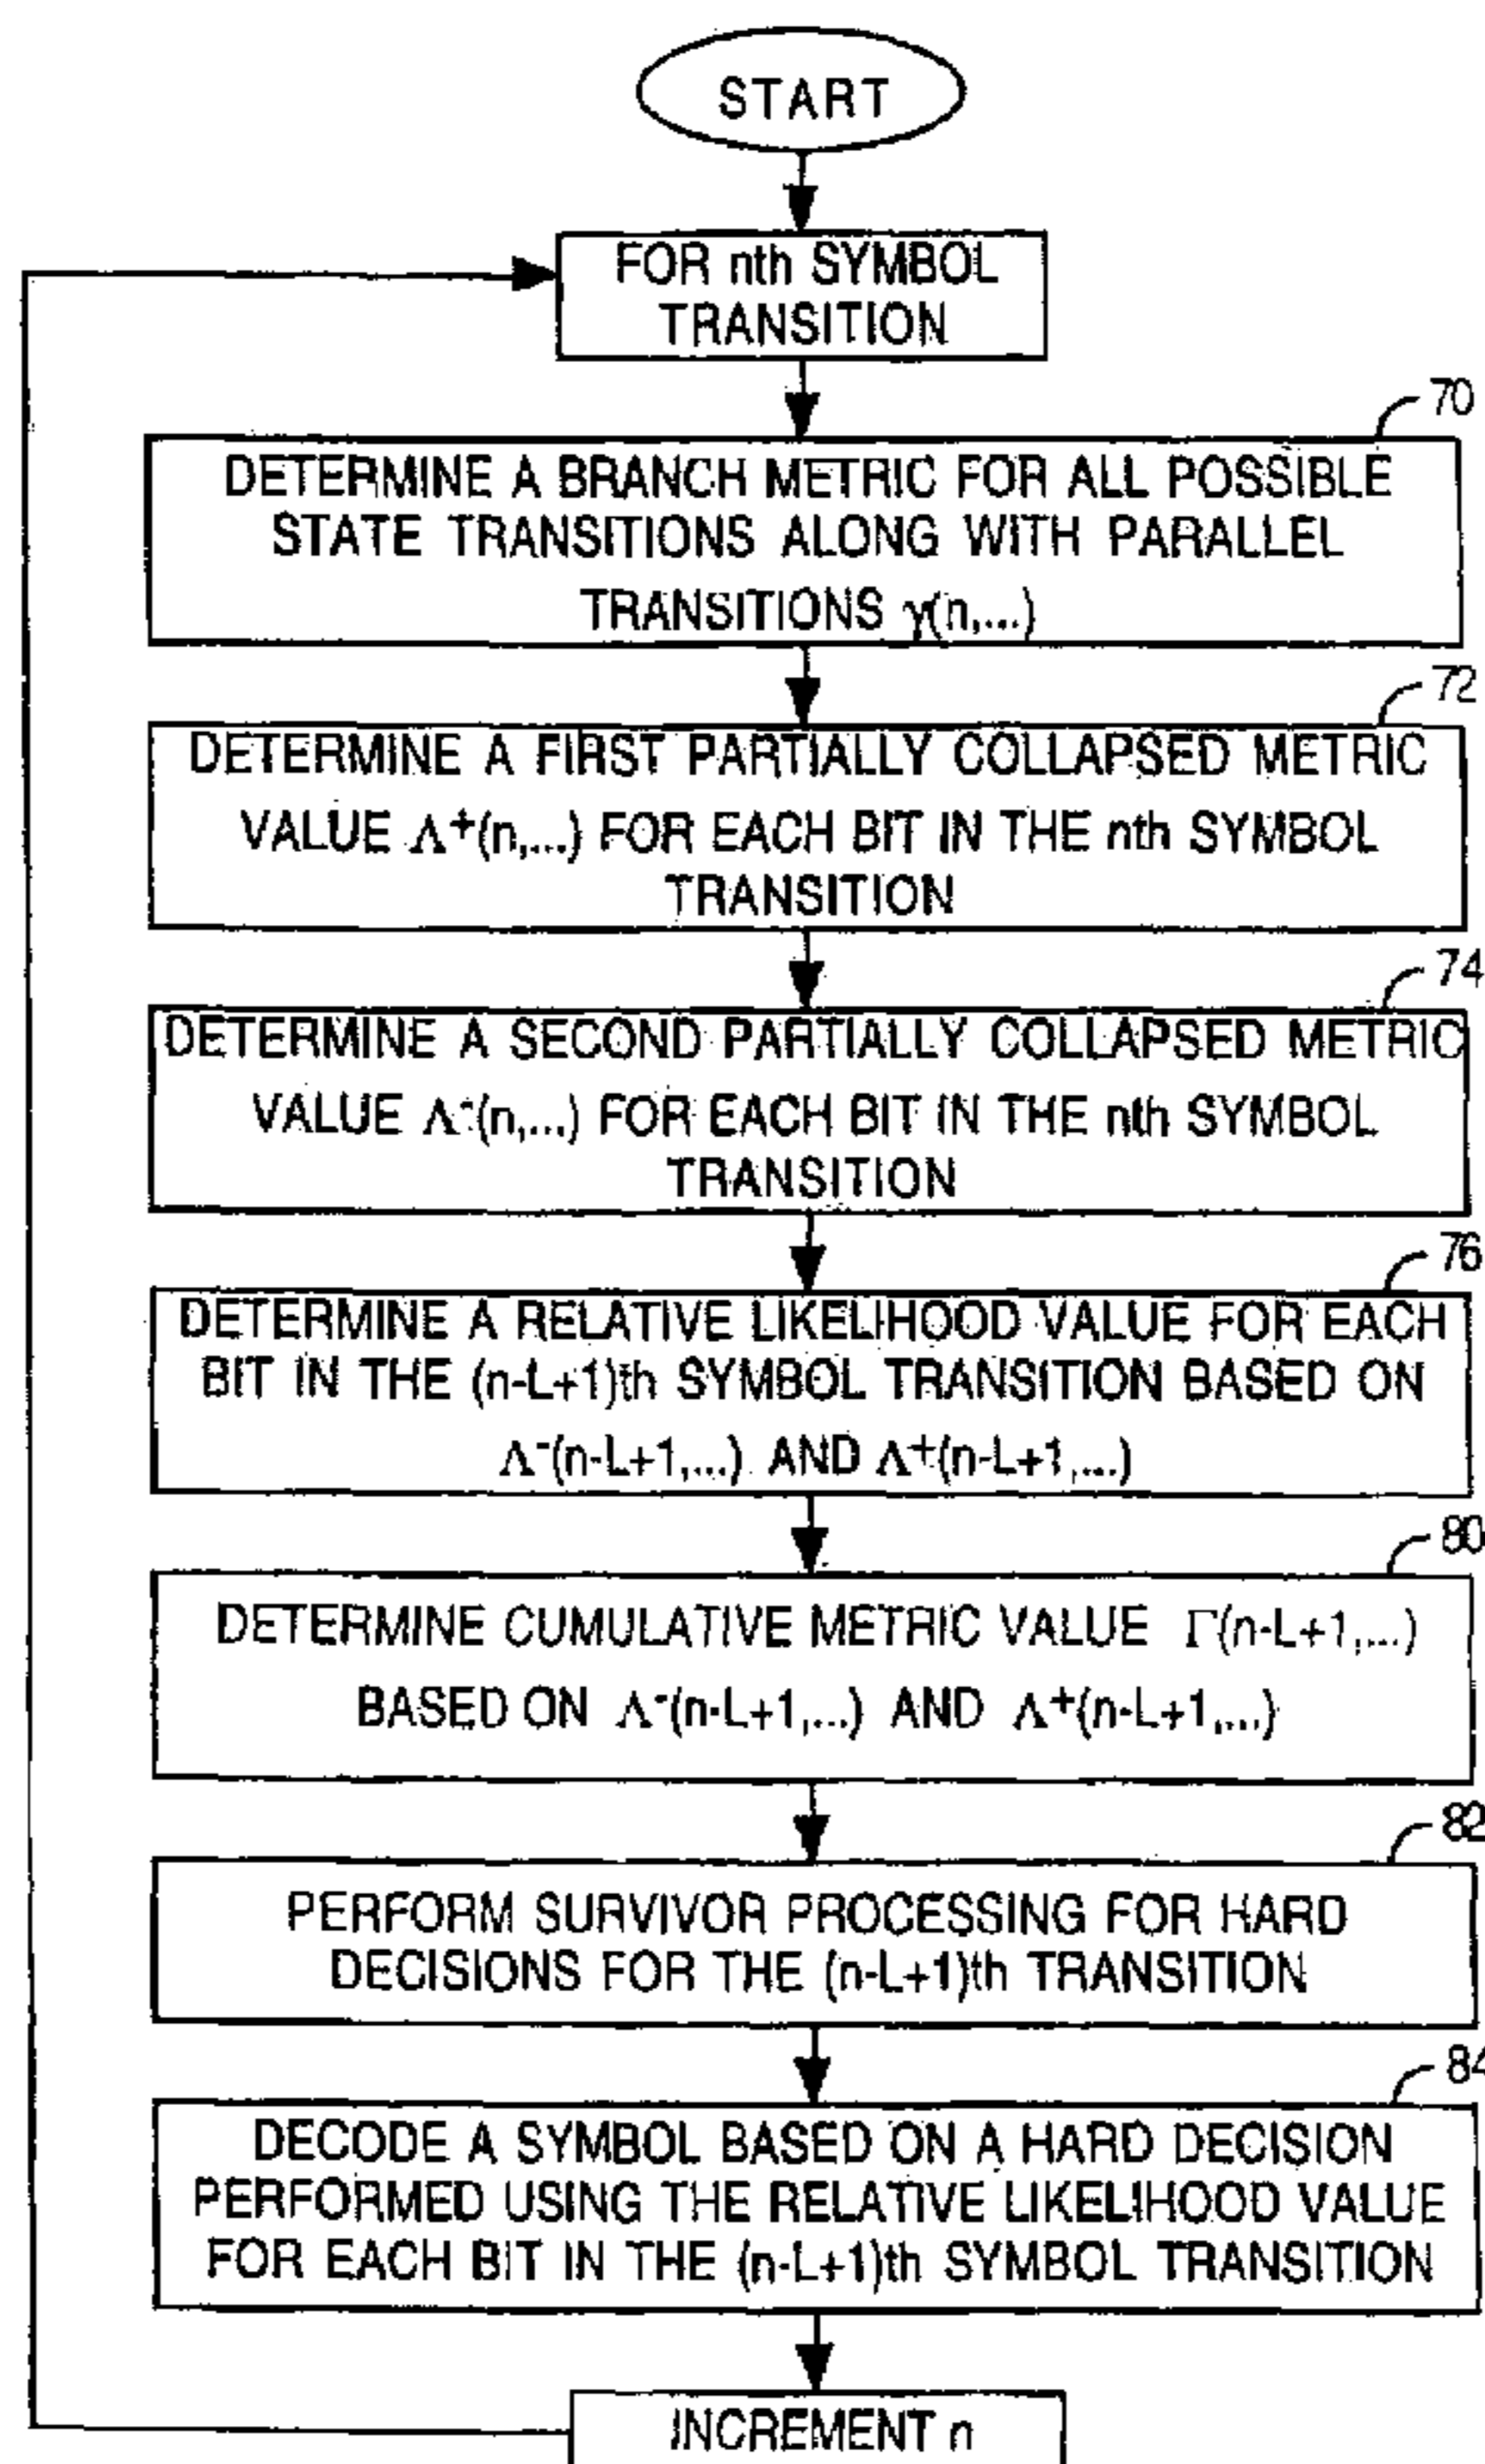 START
FOR nth SYMBOL
TRANSITION
70
DETERMINE A BRANCH METRIC FOR ALL POSSIBLE
STATE TRANSITIONS ALONG WITH PARALLEL
TRANSITIONS γ(n,...)
72
DETERMINE A FIRST PARTIALLY COLLAPSED METRIC
VALUE Λ⁺(n,...) FOR EACH BIT IN THE nth SYMBOL
TRANSITION
74
DETERMINE A SECOND PARTIALLY COLLAPSED METRIC
VALUE Λ⁻(n,...) FOR EACH BIT IN THE nth SYMBOL
TRANSITION
76
DETERMINE A RELATIVE LIKELIHOOD VALUE FOR EACH
BIT IN THE (n-L+1)th SYMBOL TRANSITION BASED ON
Λ⁻(n-L+1,...) AND Λ⁺(n-L+1,...)
80
DETERMINE CUMULATIVE METRIC VALUE Γ(n-L+1,...)
BASED ON Λ⁻(n-L+1,...) AND Λ⁺(n-L+1,...)
82
PERFORM SURVIVOR PROCESSING FOR HARD
DECISIONS FOR THE (n-L+1)th TRANSITION
84
DECODE A SYMBOL BASED ON A HARD DECISION
PERFORMED USING THE RELATIVE LIKELIHOOD VALUE
FOR EACH BIT IN THE (n-L+1)th SYMBOL TRANSITION
INCREMENT n